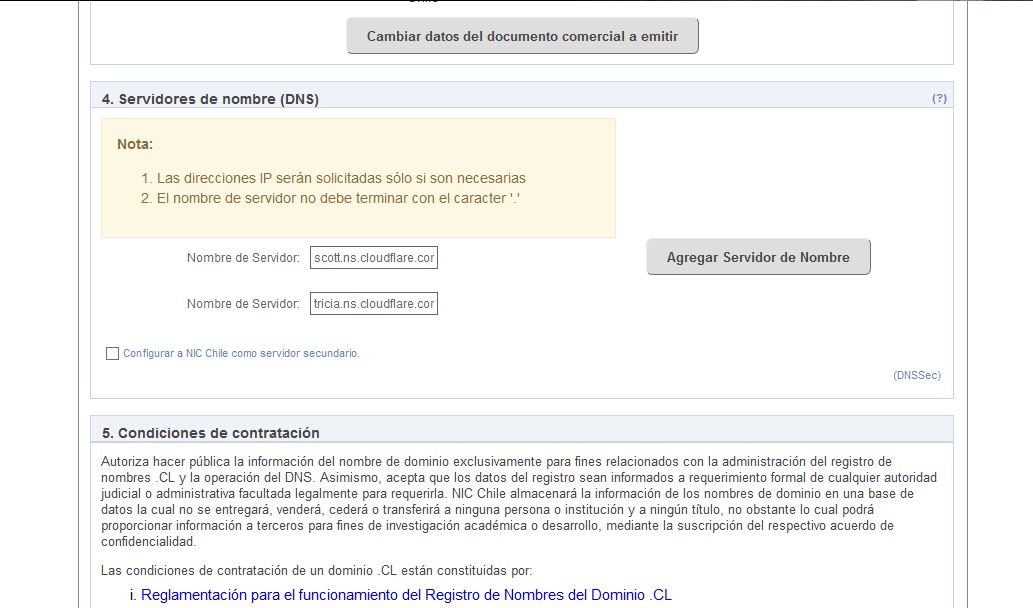 Cambiar datos del documento comercial a emitir
4. Servidores de nombre (DNS)
(?)
Nota:
1. Las direcciones IP serán solicitadas sólo si son necesarias
2. El nombre de servidor no debe terminar con el caracter '.'
Nombre de Servidor: scott.ns.cloudflare.cor
Agregar Servidor de Nombre
Nombre de Servidor: tricia.ns.cloudflare.cor
Configurar a NIC Chile como servidor secundario.
(DNSSec)
5. Condiciones de contratación
Autoriza hacer pública la información del nombre de dominio exclusivamente para fines relacionados con la administración del registro de
nombres .CL y la operación del DNS. Asimismo, acepta que los datos del registro sean informados a requerimiento formal de cualquier autoridad
judicial o administrativa facultada legalmente para requerirla. NIC Chile almacenará la información de los nombres de dominio en una base de
datos la cual no se entregará, venderá, cederá o transferirá a ninguna persona o institución y a ningún título, no obstante lo cual podrá
proporcionar información a terceros para fines de investigación académica o desarrollo, mediante la suscripción del respectivo acuerdo de
confidencialidad.
Las condiciones de contratación de un dominio .CL están constituidas por:
i. Reglamentación para el funcionamiento del Registro de Nombres del Dominio .CL